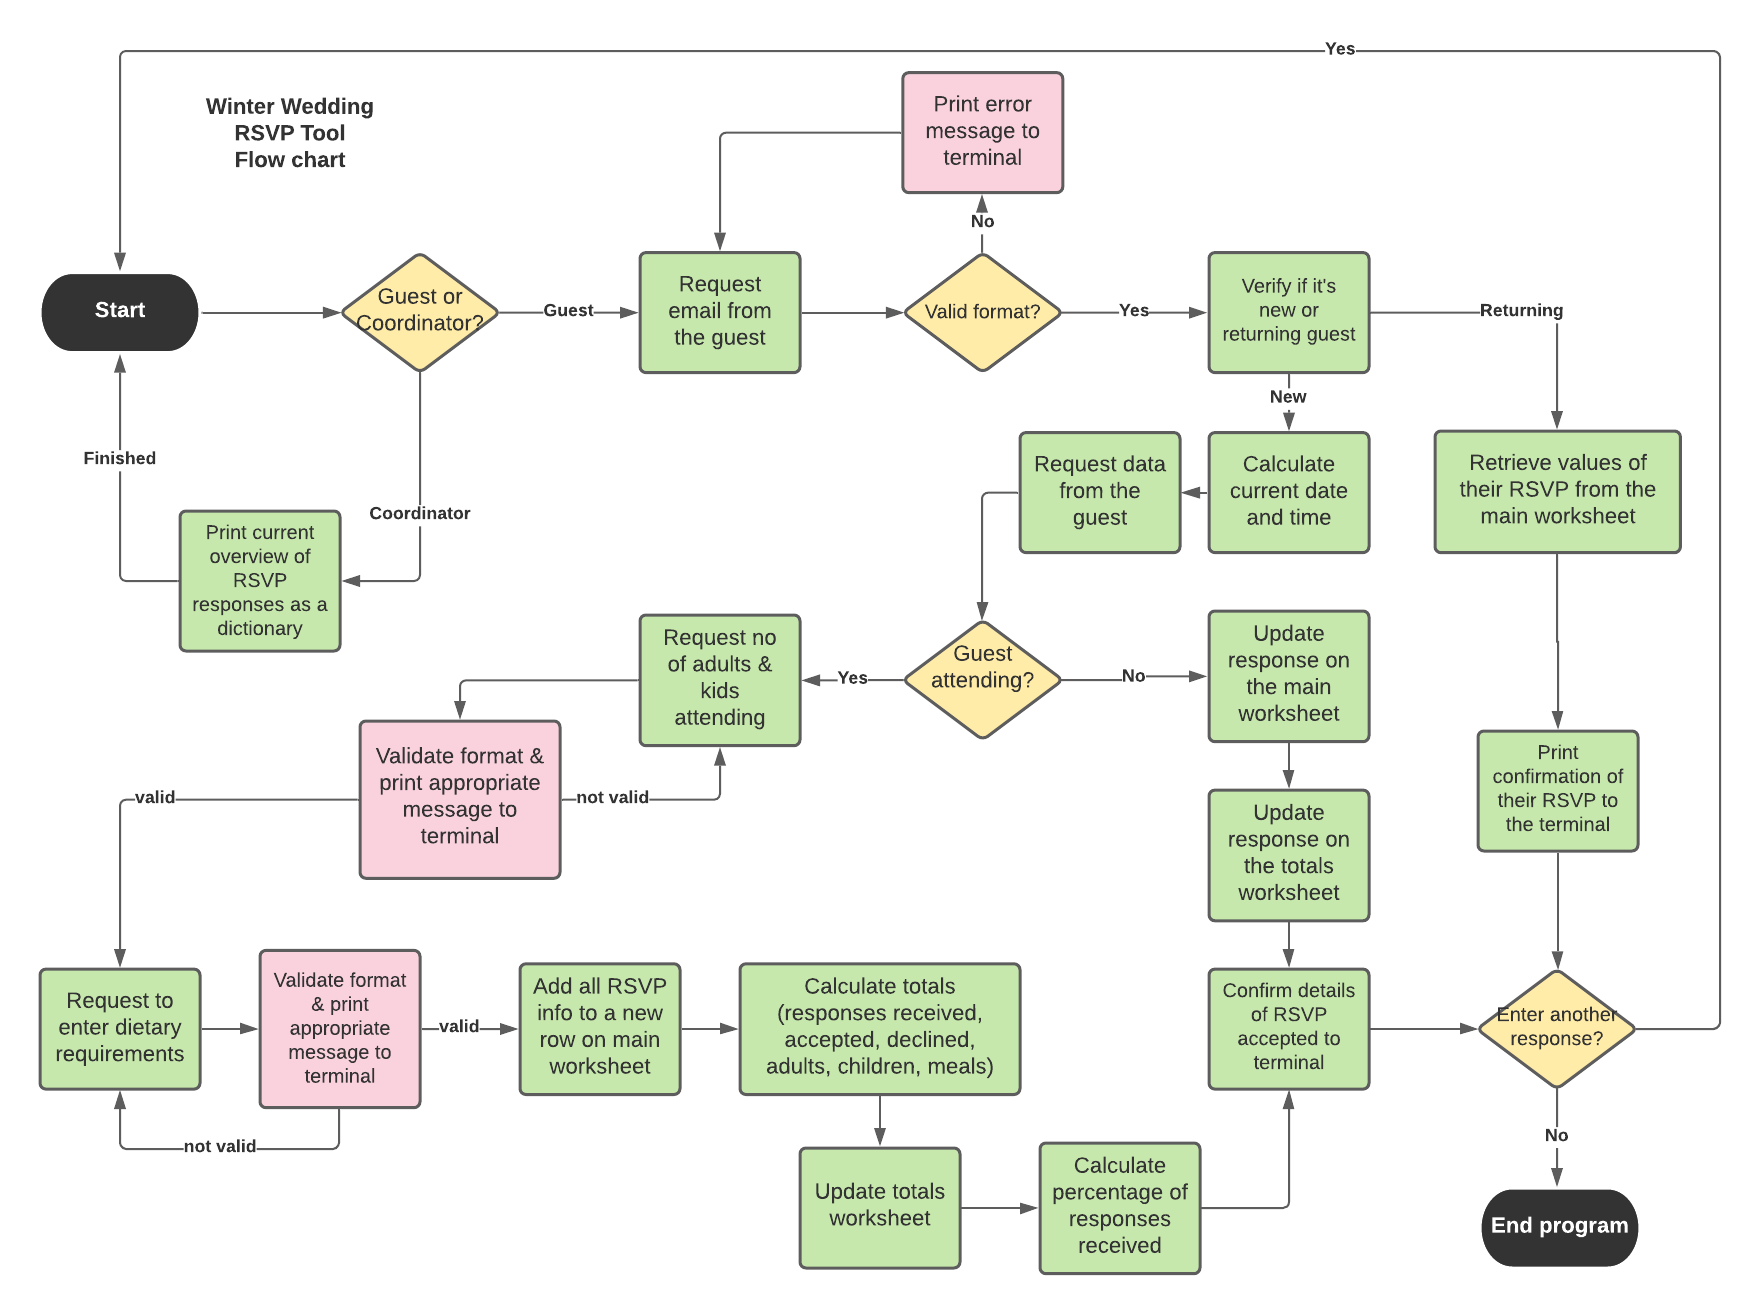 Yes
Winter Wedding
RSVP Tool
Flow chart
Print error
message to
terminal
No
Start
Guest or
Coordinator?
Guest
Request
email from
the guest
Valid format?
Yes
Verify if it's
new or
returning guest
Returning
New
Finished
Coordinator
Request data
from the
guest
Calculate
current date
and time
Retrieve values of
their RSVP from the
main worksheet
Print current
overview of
RSVP
responses as a
dictionary
Request no
of adults &
kids
attending
Yes
Guest
attending?
No
Update
response on
the main
worksheet
Validate format &
print appropriate
message to
terminal
valid
not valid
Update
response on
the totals
worksheet
Print
confirmation of
their RSVP to
the terminal
Request to
enter dietary
requirements
Validate format
& print
appropriate
message to
terminal
valid
not valid
Add all RSVP
info to a new
row on main
worksheet
Calculate totals
(responses received,
accepted, declined,
adults, children, meals)
Confirm details
of RSVP
accepted to
terminal
Enter another
response?
No
Update totals
worksheet
Calculate
percentage of
responses
received
End program